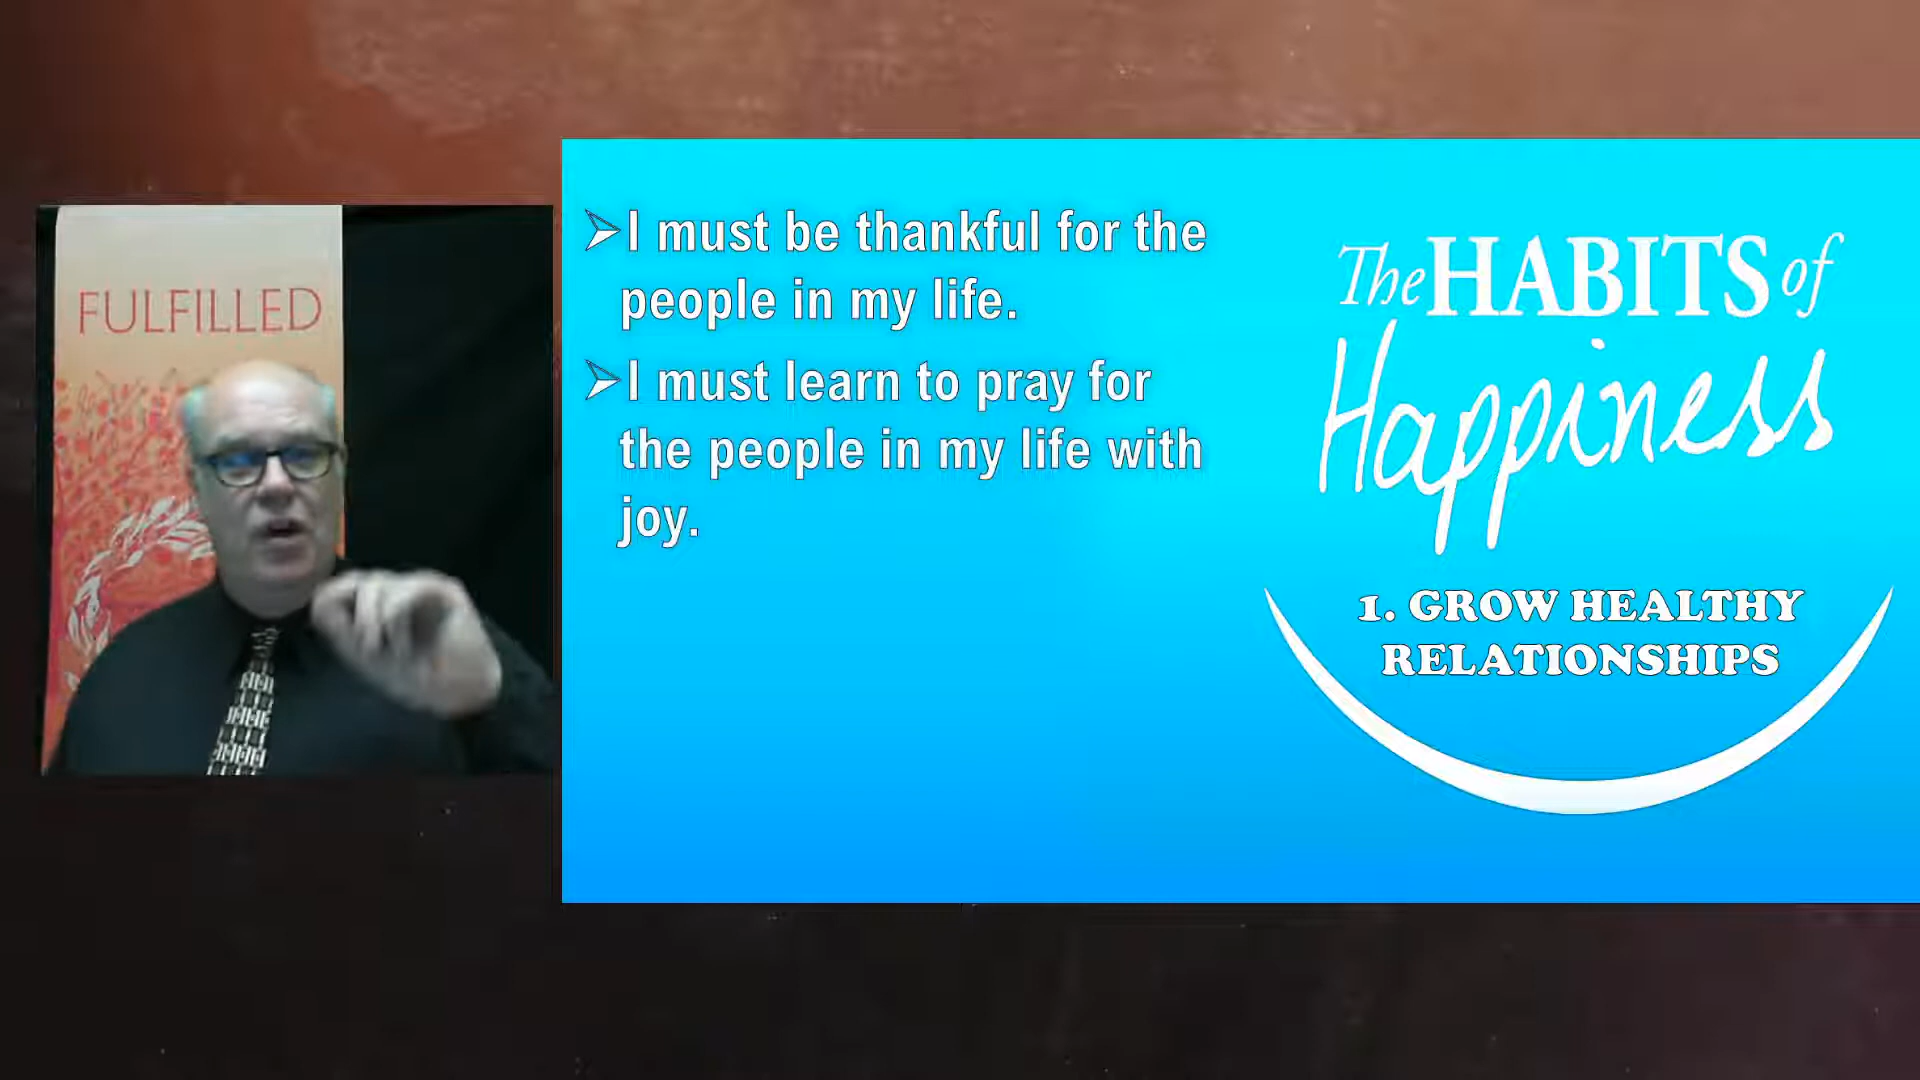 FULFILLED
➢I must be thankful for the
people in my life.
➢I must learn to pray for
the people in my life with
joy.
The HABITS of
Happiness
1. GROW HEALTHY
RELATIONSHIPS